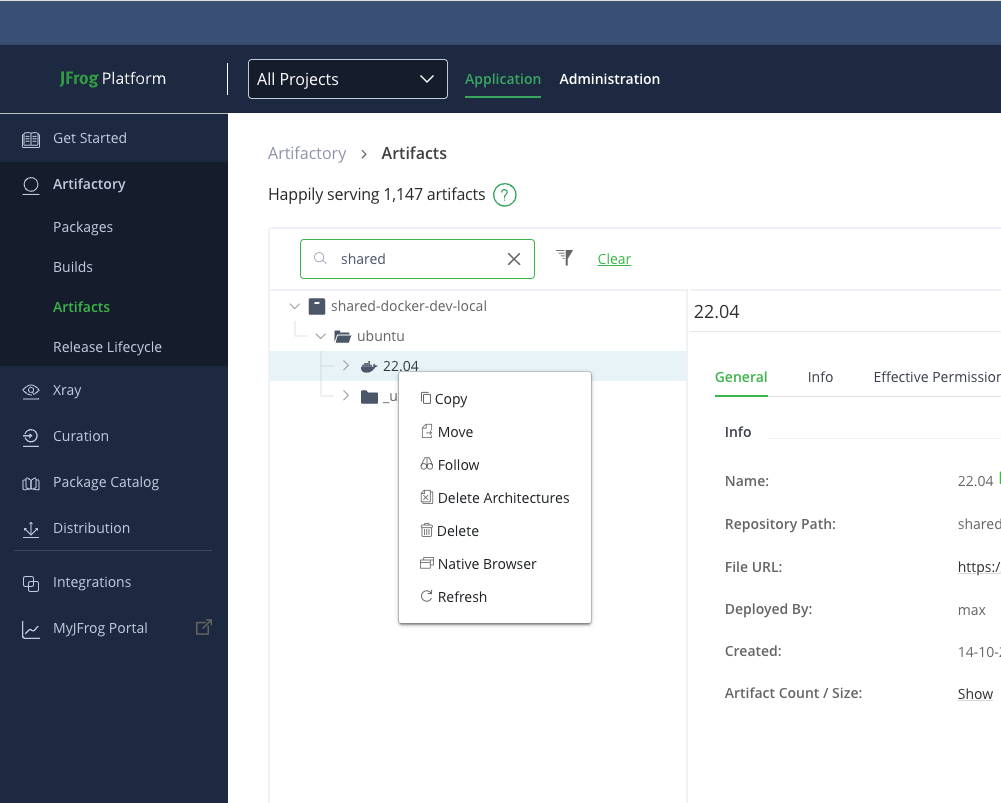 JFrog Platform
All Projects
Application
Administration
Get Started
Artifactory
Packages
Builds
Artifacts
Release Lifecycle
Xray
Curation
Package Catalog
Distribution
Integrations
MyJFrog Portal
Artifactory > Artifacts
Happily serving 1,147 artifacts ?
shared
Clear
shared-docker-dev-local
ubuntu
22.04
_u
Copy
Move
Follow
Delete Architectures
Delete
Native Browser
Refresh
22.04
General Info Effective Permission
Info
Name: 22.04
Repository Path: shared
File URL: https:/
Deployed By: max
Created: 14-10-
Artifact Count / Size: Show